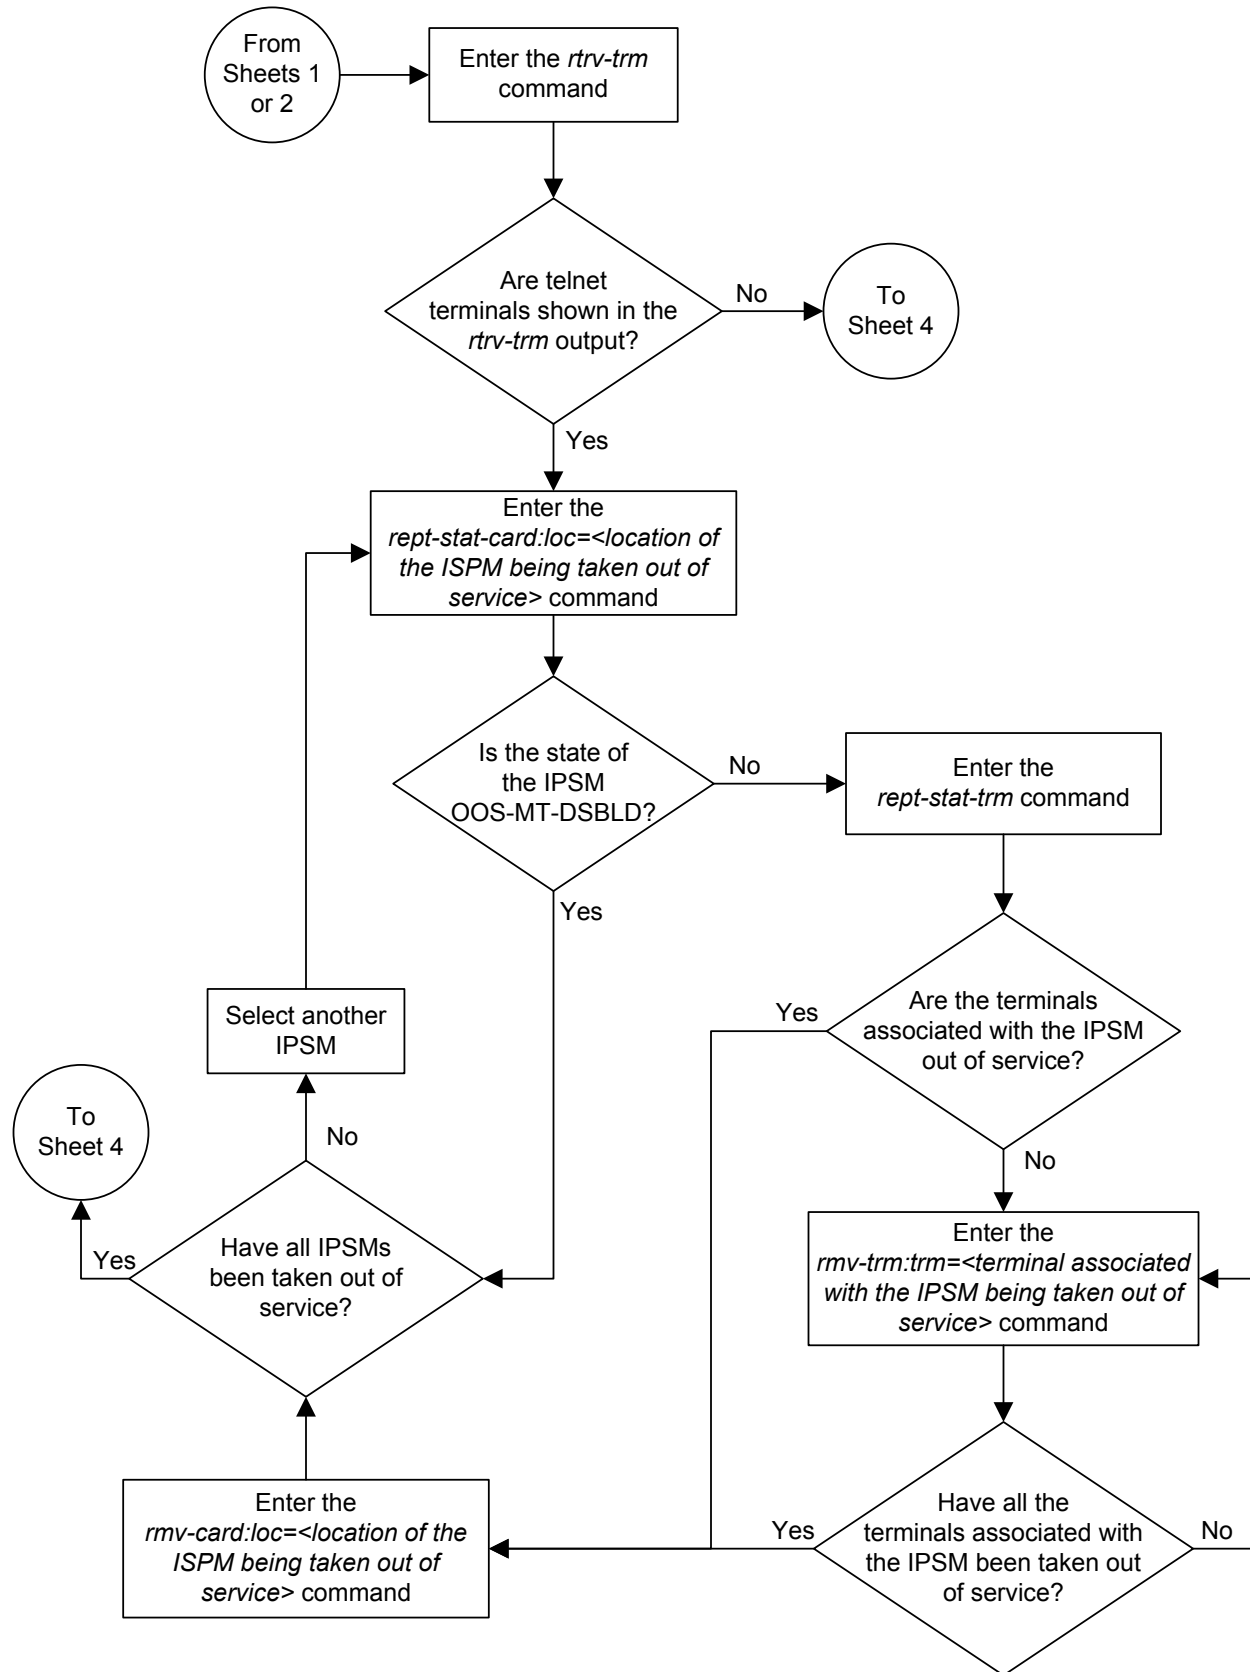 From
Sheets 1
or 2
Enter the rtrv-trm
command
Are telnet
terminals shown in the
rtrv-trm output?
No
To
Sheet 4
Yes
Enter the
rept-stat-card:loc=<location of
the ISPM being taken out of
service> command
Is the state of
the IPSM
OOS-MT-DSBLD?
No
Enter the
rept-stat-trm command
Yes
Are the terminals
associated with the IPSM
out of service?
Yes
No
Select another
IPSM
To
Sheet 4
No
Have all IPSMs
been taken out of
service?
Yes
Enter the
rmv-trm:trm=<terminal associated
with the IPSM being taken out of
service> command
Enter the
rmv-card:loc=<location of the
ISPM being taken out of
service> command
Yes
Have all the
terminals associated with
the IPSM been taken out
of service?
No